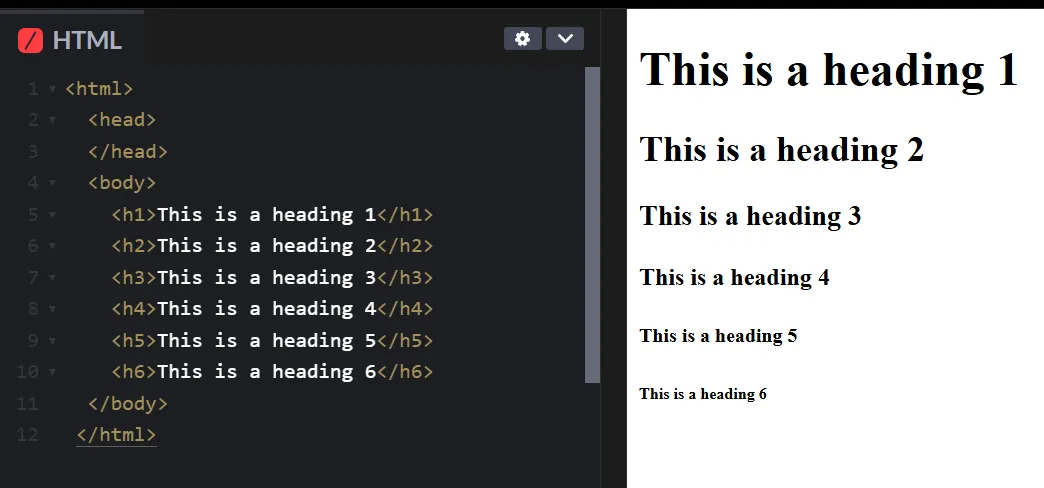 HTML
1 <html>
2 <head>
3 </head>
4 <body>
5 <h1>This is a heading 1</h1>
6 <h2>This is a heading 2</h2>
7 <h3>This is a heading 3</h3>
8 <h4>This is a heading 4</h4>
9 <h5>This is a heading 5</h5>
10 <h6>This is a heading 6</h6>
11 </body>
12 </html>
This is a heading 1
This is a heading 2
This is a heading 3
This is a heading 4
This is a heading 5
This is a heading 6